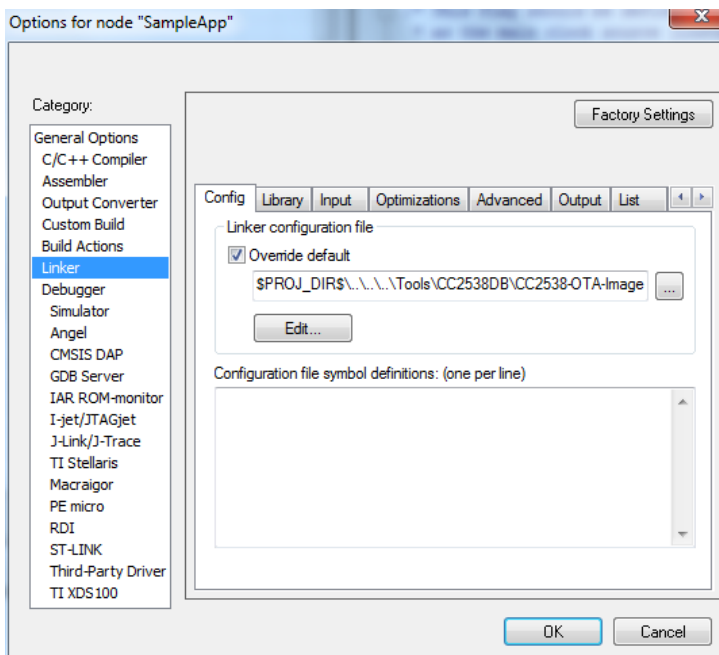 Options for node "SampleApp"
Category:
Factory Settings
General Options
C/C++ Compiler
Assembler
Output Converter
Custom Build
Build Actions
Linker
Debugger
Simulator
Angel
CMSIS DAP
GDB Server
IAR ROM-monitor
I-jet/JTAGjet
J-Link/J-Trace
TI Stellaris
Macraigor
PE micro
RDI
ST-LINK
Third-Party Driver
TI XDS100
Config Library Input Optimizations Advanced Output List
Linker configuration file
Override default
$PROJ_DIR$\..\..\..\Tools\CC2538DB\CC2538-OTA-Image
...
Edit...
Configuration file symbol definitions: (one per line)
OK Cancel